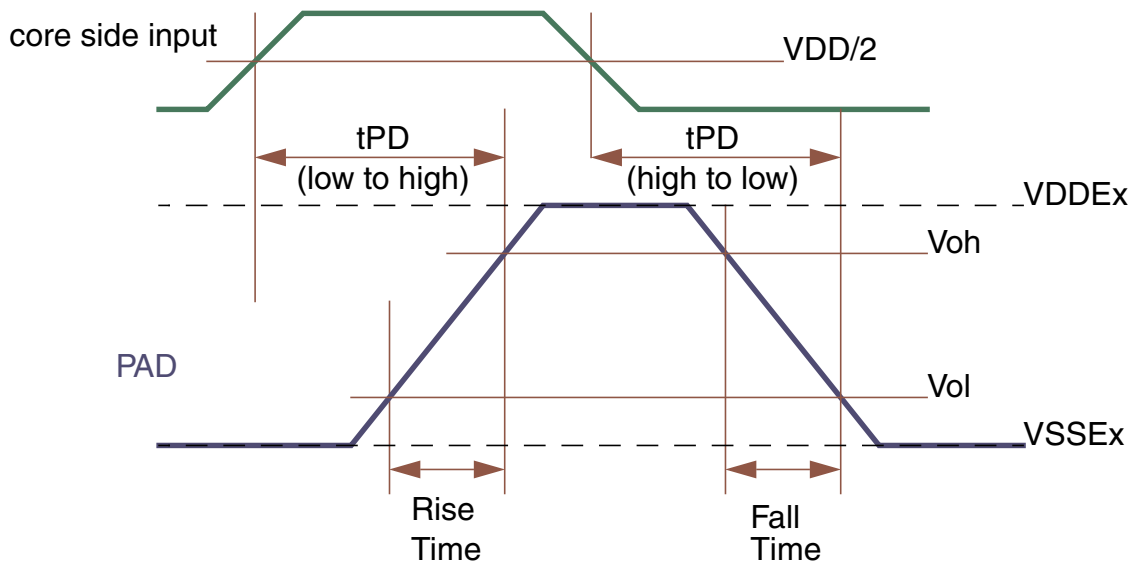 core side input
VDD/2
tPD
(low to high)
tPD
(high to low)
VDDEx
Voh
PAD
Vol
VSSEx
Rise
Time
Fall
Time